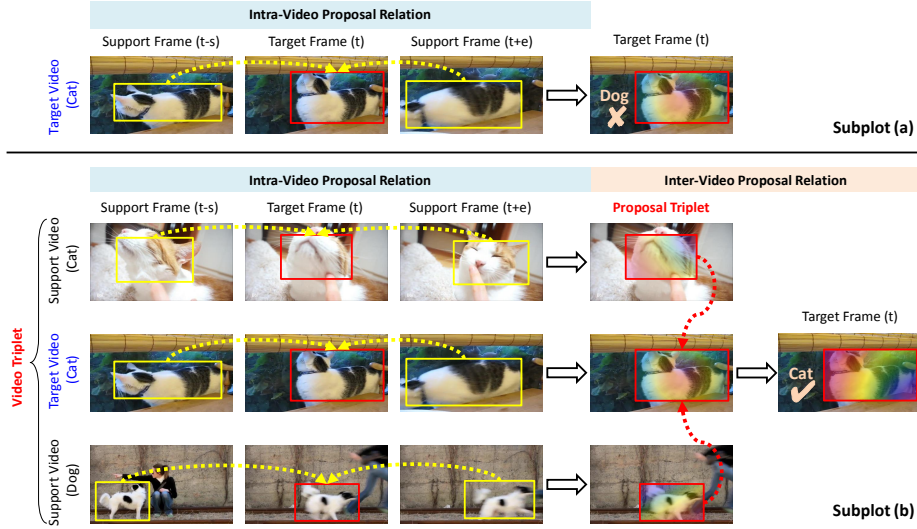 Intra-Video Proposal Relation
Support Frame (t-s)
Target Frame (t)
Support Frame (t+e)
Target Frame (t)
Target Video
(Cat)
Dog
Subplot (a)
Intra-Video Proposal Relation
Inter-Video Proposal Relation
Support Frame (t-s)
Target Frame (t)
Support Frame (t+e)
Proposal Triplet
Video Triplet
Support Video
(Cat)
Target Video
(Cat)
Target Frame (t)
Cat
Support Video
(Dog)
Subplot (b)